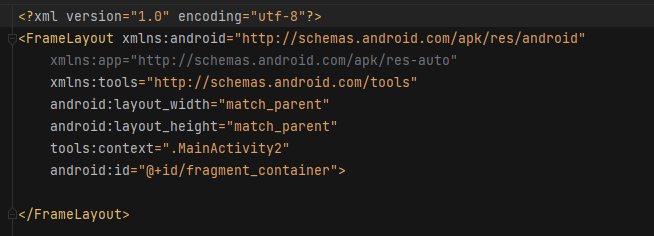 <?xml version="1.0" encoding="utf-8"?>
<FrameLayout xmlns:android="http://schemas.android.com/apk/res/android"
    xmlns:app="http://schemas.android.com/apk/res-auto"
    xmlns:tools="http://schemas.android.com/tools"
    android:layout_width="match_parent"
    android:layout_height="match_parent"
    tools:context=".MainActivity2"
    android:id="@+id/fragment_container">

</FrameLayout>